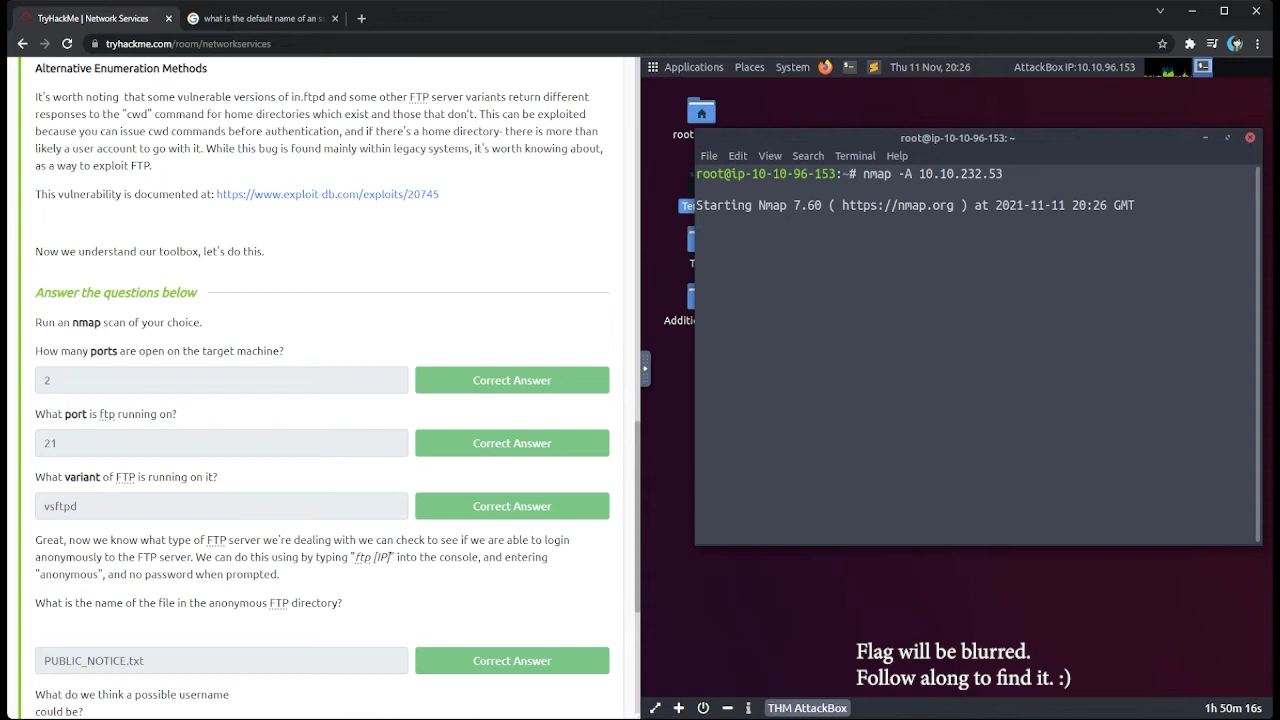 TryHackMe | Network Services
what is the default name of an se
tryhackme.com/room/networkservices
Alternative Enumeration Methods
It's worth noting that some vulnerable versions of in.ftpd and some other FTP server variants return different
responses to the "cwd" command for home directories which exist and those that don't. This can be exploited
because you can issue cwd commands before authentication, and if there's a home directory- there is more than
likely a user account to go with it. While this bug is found mainly within legacy systems, it's worth knowing about,
as a way to exploit FTP.
This vulnerability is documented at: https://www.exploit-db.com/exploits/20745
Now we understand our toolbox, let's do this.
Answer the questions below
Run an nmap scan of your choice.
How many ports are open on the target machine?
2
Correct Answer
What port is ftp running on?
21
Correct Answer
What variant of FTP is running on it?
vsftpd
Correct Answer
Great, now we know what type of FTP server we're dealing with we can check to see if we are able to login
anonymously to the FTP server. We can do this using by typing "ftp [IP]" into the console, and entering
"anonymous", and no password when prompted.
What is the name of the file in the anonymous FTP directory?
PUBLIC_NOTICE.txt
Correct Answer
What do we think a possible username
could be?
Applications Places System Thu 11 Nov, 20:26 AttackBox IP:10.10.96.153
root
Te
T
Additi
root@ip-10-10-96-153: ~
File Edit View Search Terminal Help
root@ip-10-10-96-153:~# nmap -A 10.10.232.53
Starting Nmap 7.60 ( https://nmap.org ) at 2021-11-11 20:26 GMT
Flag will be blurred.
Follow along to find it. :)
THM AttackBox
1h 50m 16s